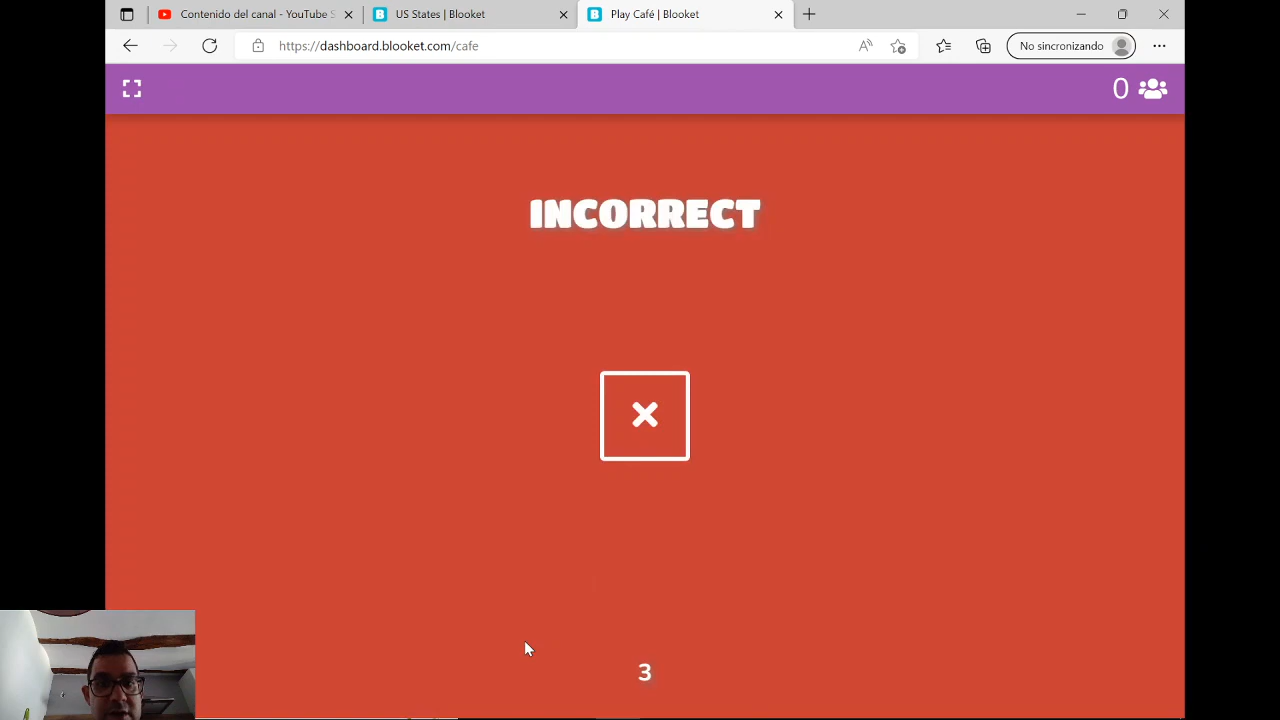 Contenido del canal - YouTube S
US States | Blooket
Play Café | Blooket
https://dashboard.blooket.com/cafe
No sincronizando
0
INCORRECT
3